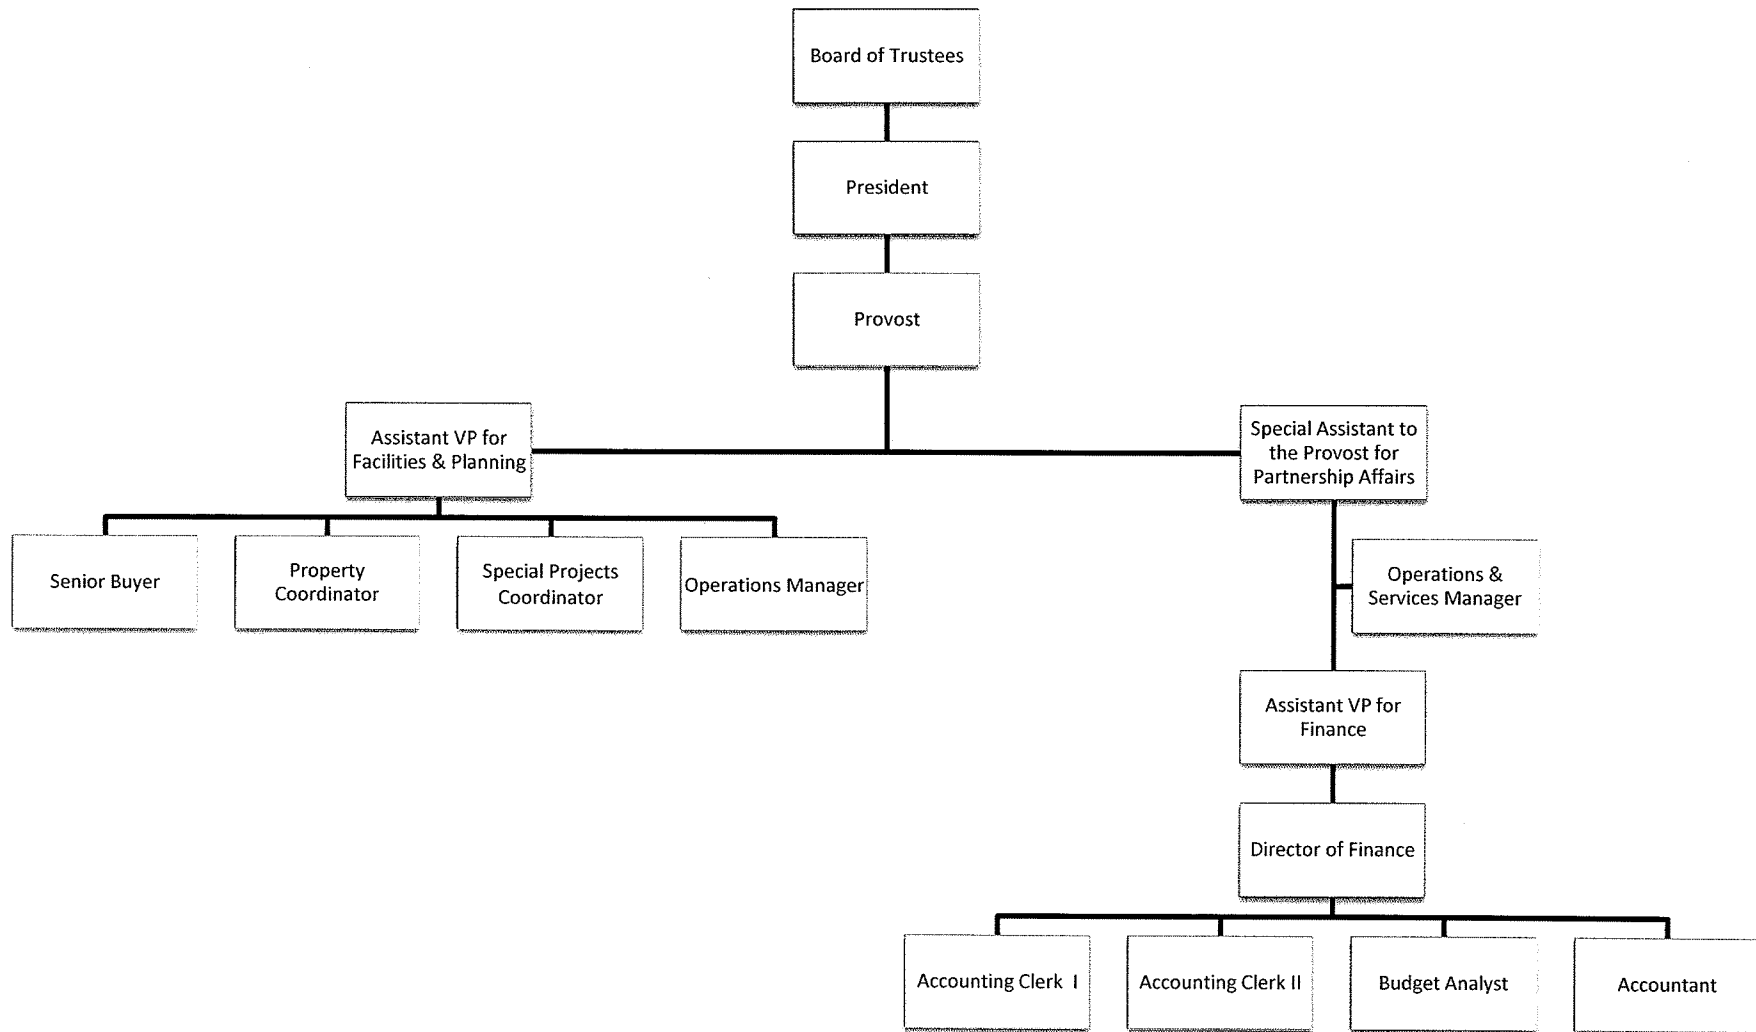 Board of Trustees
President
Provost
Assistant VP for
Facilities & Planning
Special Assistant to
the Provost for
Partnership Affairs
Senior Buyer
Property
Coordinator
Special Projects
Coordinator
Operations Manager
Operations &
Services Manager
Assistant VP for
Finance
Director of Finance
Accounting Clerk I
Accounting Clerk II
Budget Analyst
Accountant